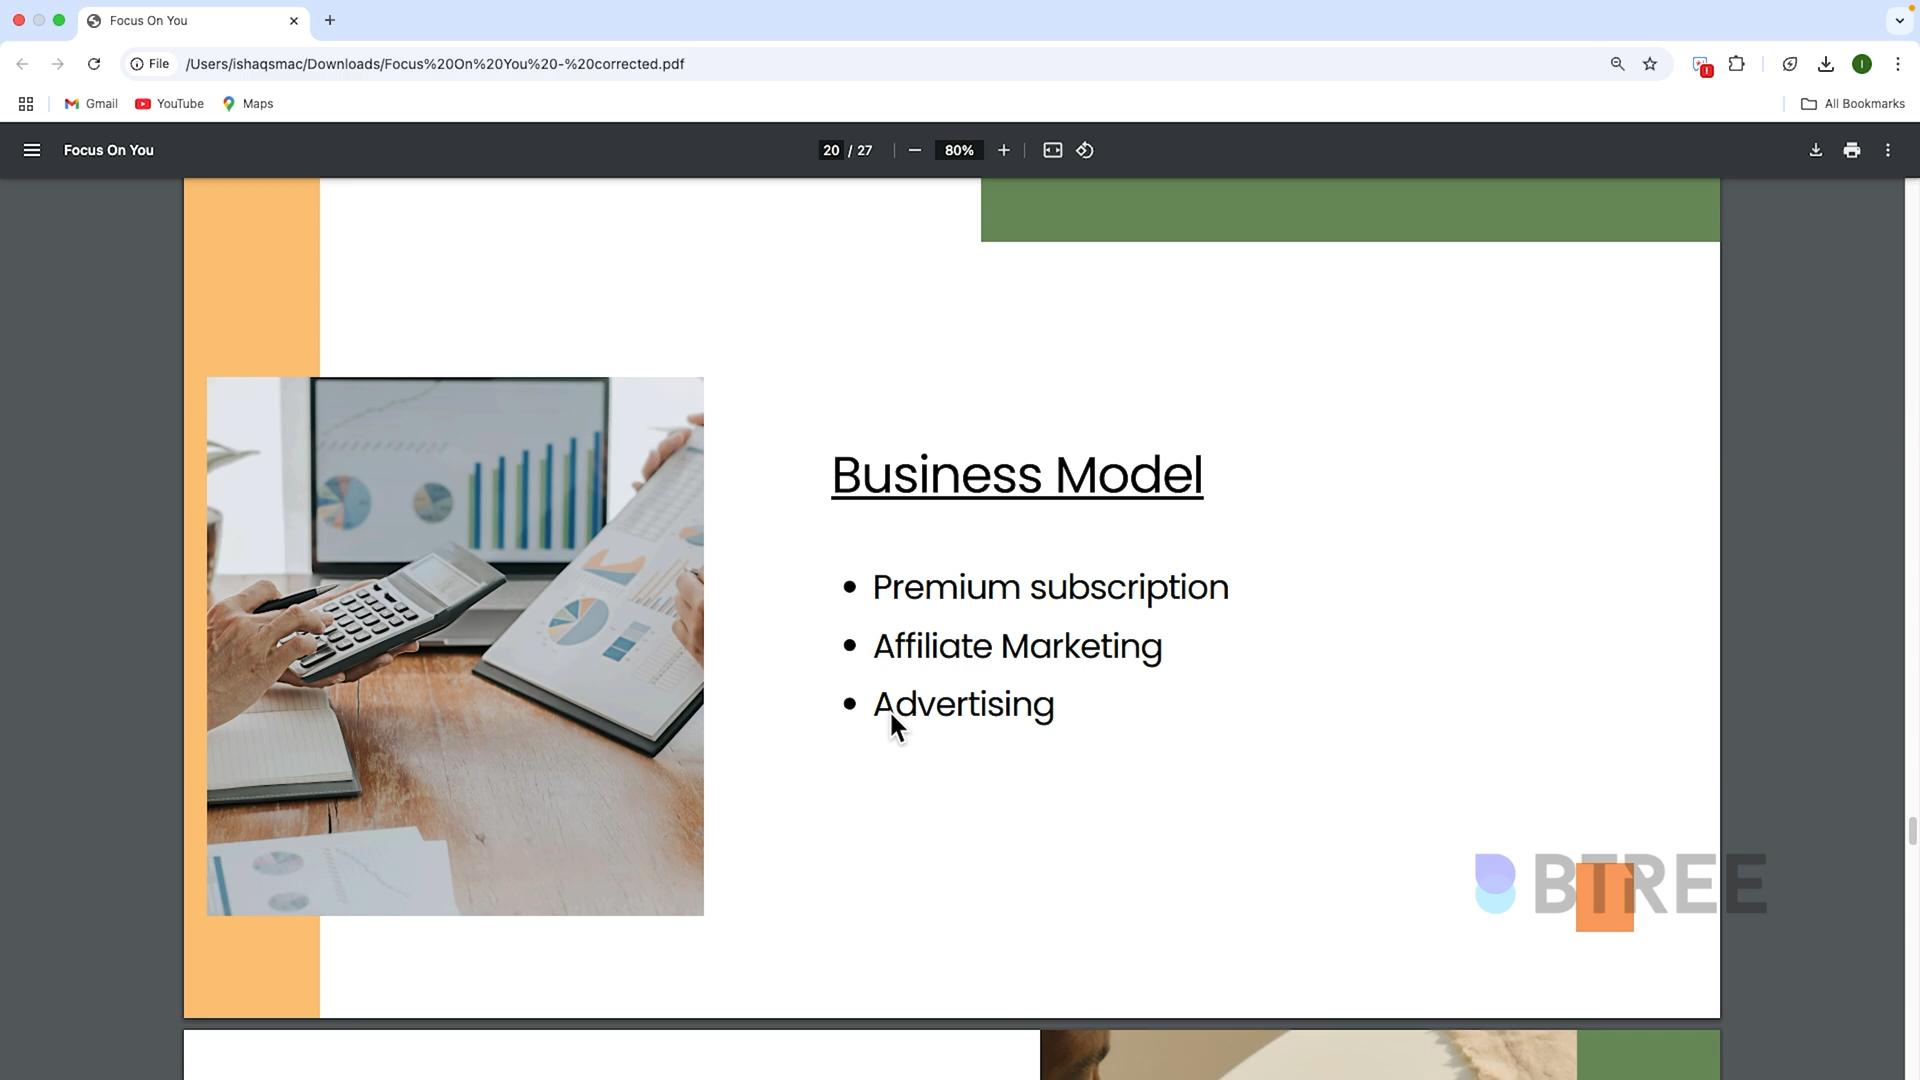 Focus On You
File
/Users/ishaqsmac/Downloads/Focus%20On%20You%20-%20corrected.pdf
I
Gmail
YouTube
Maps
All Bookmarks
Focus On You
20 / 27
80%
Business Model
• Premium subscription
• Affiliate Marketing
• Advertising
BTREE